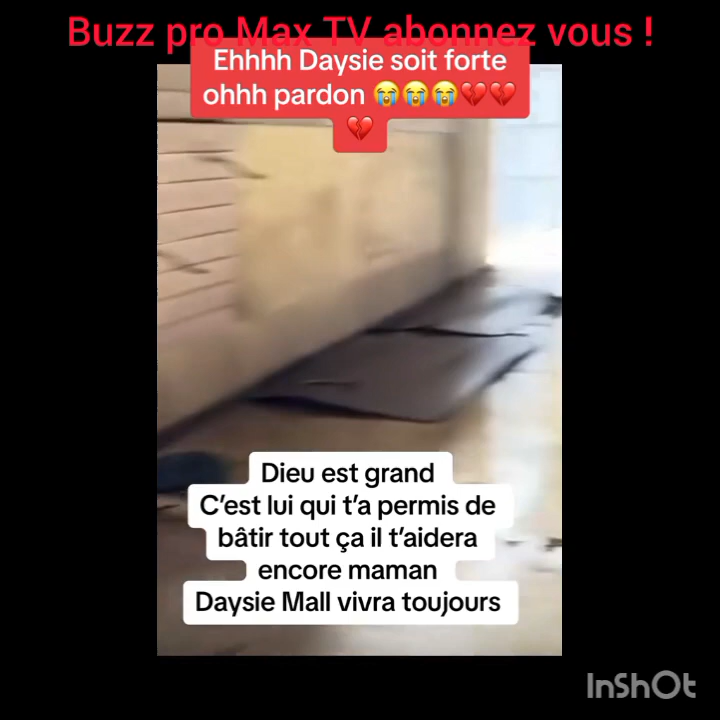 Buzz pro Max TV abonnez vous !
Ehhhh Daysie soit forte
ohhh pardon 😭😭😭💔💔
💔
Dieu est grand
C’est lui qui t’a permis de
bâtir tout ça il t’aidera
encore maman
Daysie Mall vivra toujours
InShOt